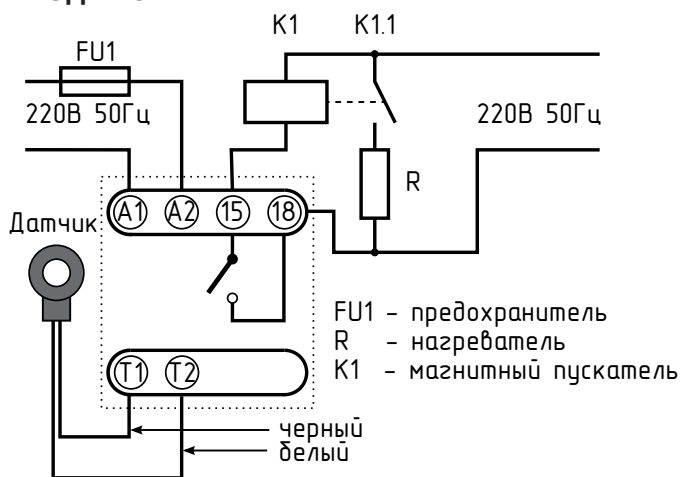 K1 K1.1
FU1
220В 50Гц 220В 50Гц
R
A1 A2 15 18
Датчик
FU1 - предохранитель
R - нагреватель
K1 - магнитный пускатель
T1 T2
черный
белый